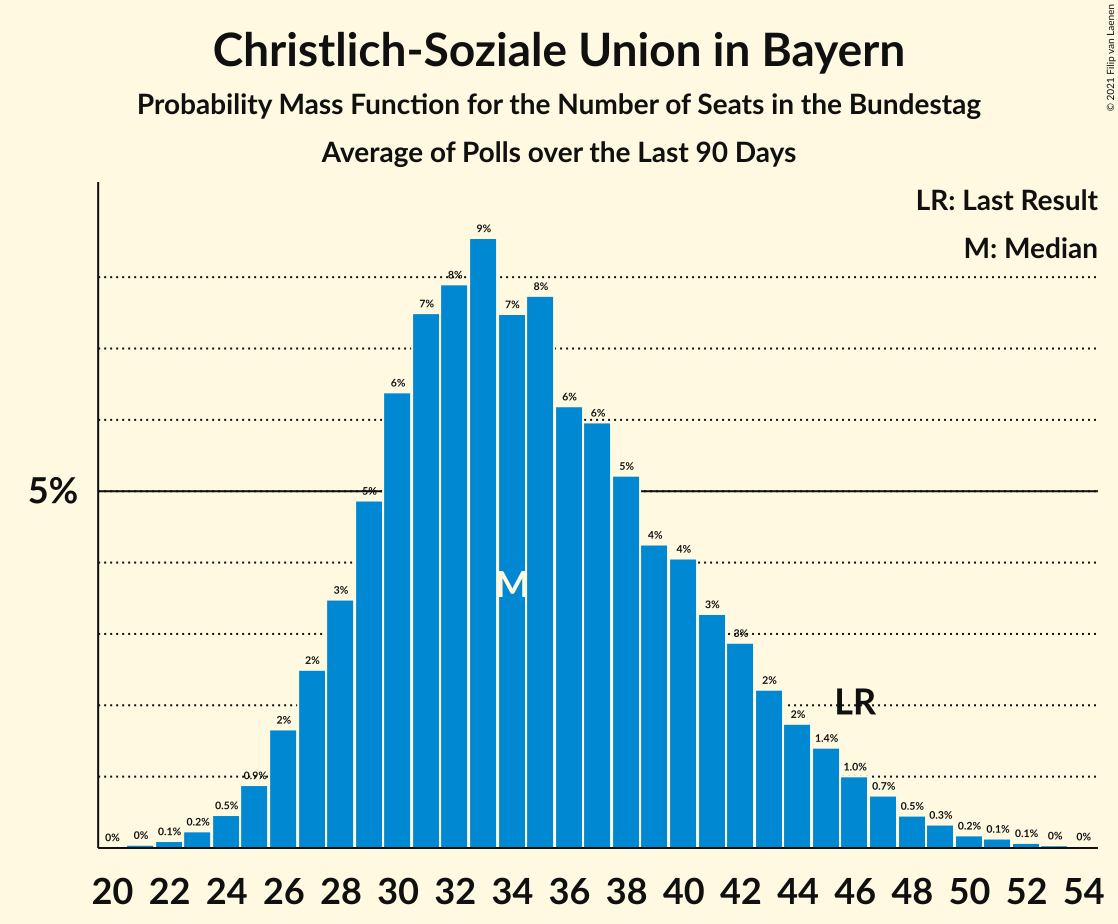 Christlich-Soziale Union in Bayern
Probability Mass Function for the Number of Seats in the Bundestag
Average of Polls over the Last 90 Days
© 2021 Filip van Laenen
LR: Last Result
M: Median
5%
0% 0% 0.1% 0.2% 0.5% 0.9% 2% 2% 3% 5% 6% 7% 8% 9% 7% 8% 6% 6% 5% 4% 4% 3% 3% 2% 2% 1.4% 1.0% 0.7% 0.5% 0.3% 0.2% 0.1% 0.1% 0% 0%
M
LR
20 22 24 26 28 30 32 34 36 38 40 42 44 46 48 50 52 54